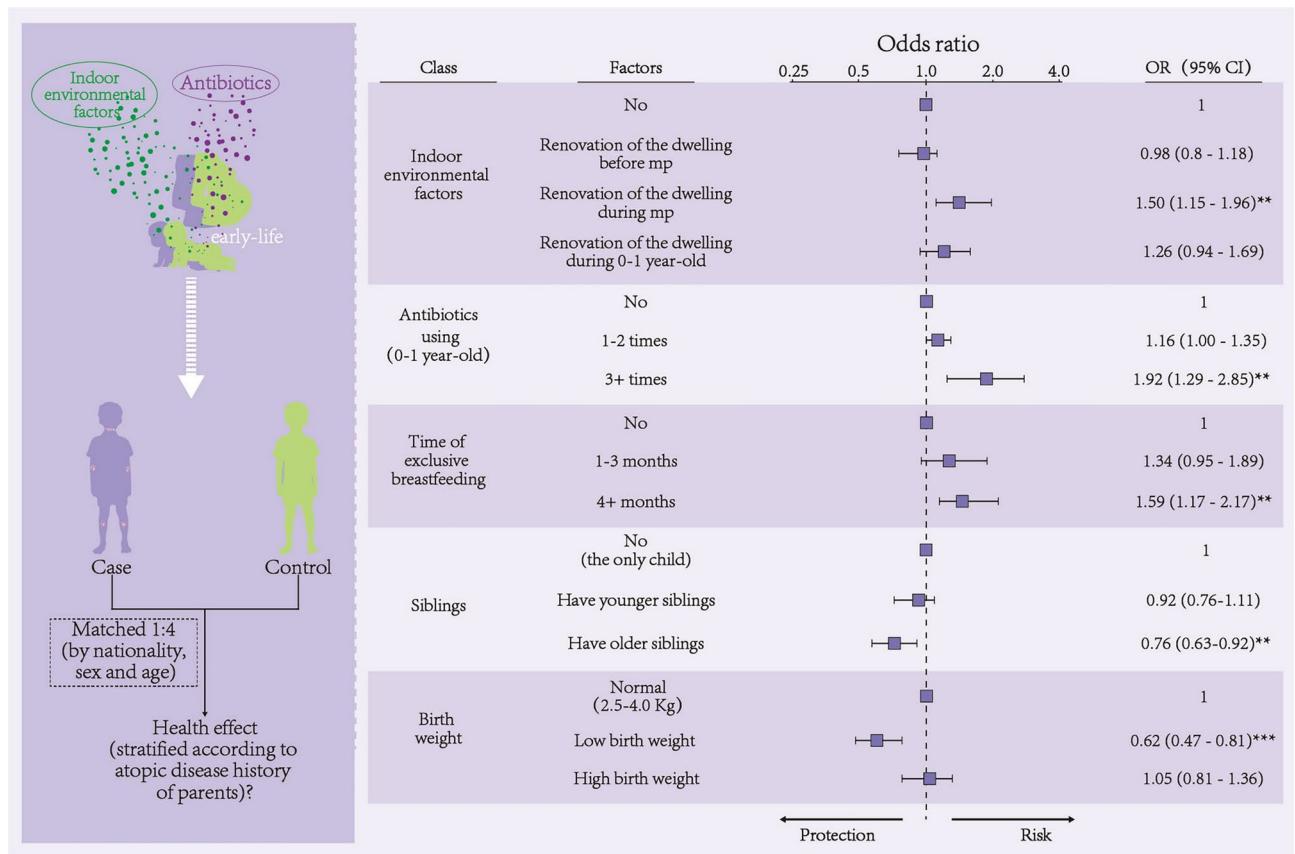 Indoor
environmental
factors
Antibiotics
early-life
Case
Control
Matched 1:4
(by nationality,
sex and age)
Health effect
(stratified according to
atopic disease history
of parents)?
Odds ratio
Class
Factors
0.25
0.5
1.0
2.0
4.0
OR (95% CI)
Indoor
environmental
factors
No
1
Renovation of the dwelling
before mp
0.98 (0.8 - 1.18)
Renovation of the dwelling
during mp
1.50 (1.15 - 1.96)**
Renovation of the dwelling
during 0-1 year-old
1.26 (0.94 - 1.69)
Antibiotics
using
(0-1 year-old)
No
1
1-2 times
1.16 (1.00 - 1.35)
3+ times
1.92 (1.29 - 2.85)**
Time of
exclusive
breastfeeding
No
1
1-3 months
1.34 (0.95 - 1.89)
4+ months
1.59 (1.17 - 2.17)**
Siblings
No
(the only child)
1
Have younger siblings
0.92 (0.76-1.11)
Have older siblings
0.76 (0.63-0.92)**
Birth
weight
Normal
(2.5-4.0 Kg)
1
Low birth weight
0.62 (0.47 - 0.81)***
High birth weight
1.05 (0.81 - 1.36)
Protection
Risk